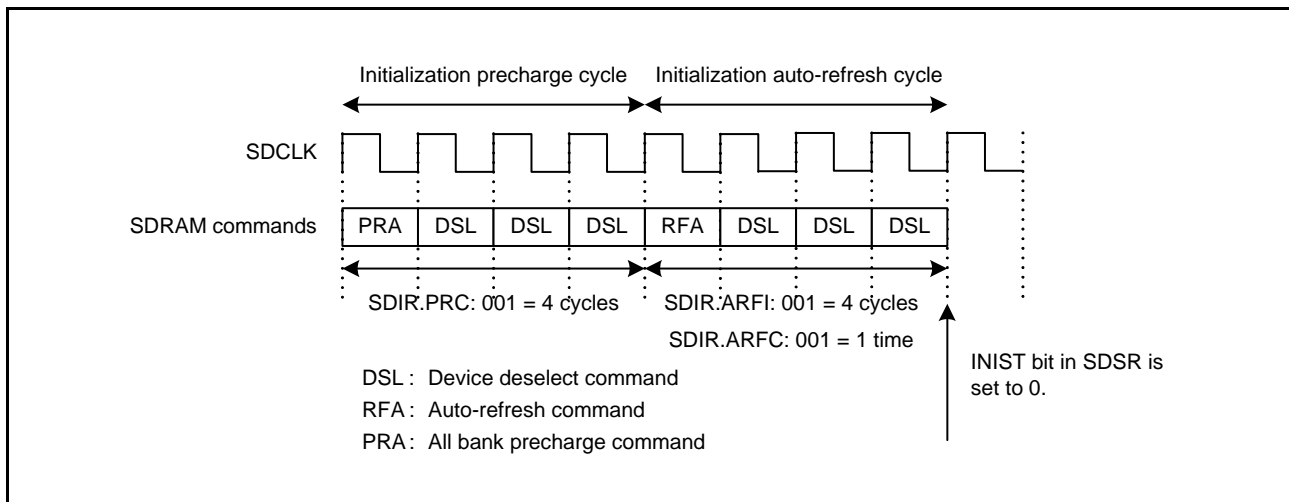 Initialization precharge cycle Initialization auto-refresh cycle
SDCLK
SDRAM commands PRA DSL DSL DSL RFA DSL DSL DSL
SDIR.PRC: 001 = 4 cycles SDIR.ARFI: 001 = 4 cycles
SDIR.ARFC: 001 = 1 time
INIST bit in SDSR is
set to 0.
DSL : Device deselect command
RFA : Auto-refresh command
PRA : All bank precharge command